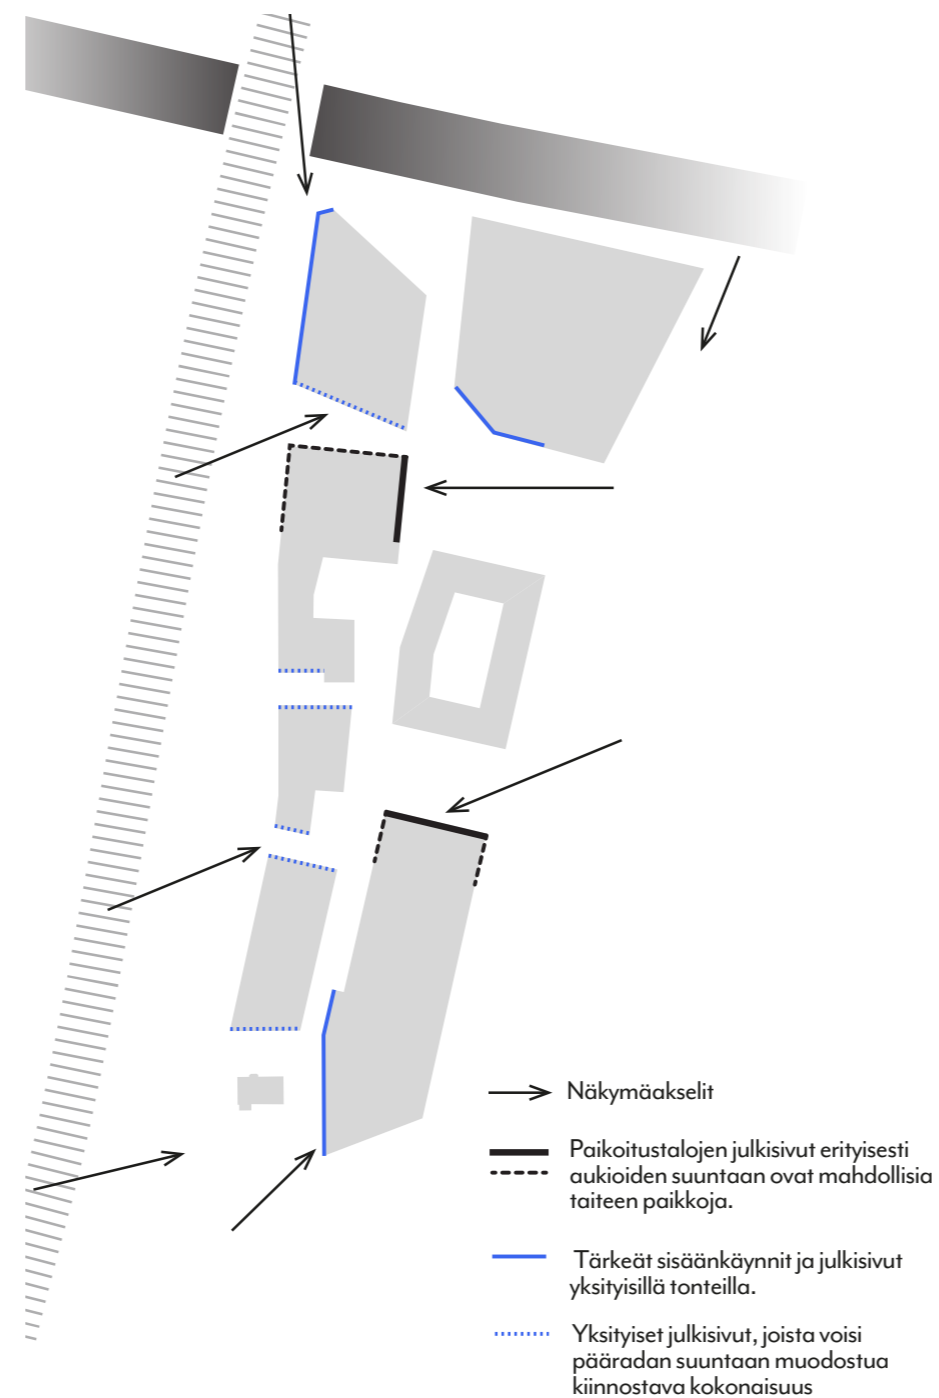 Näkymäakselit
Paikoitustalojen julkisivut erityisesti
aukioiden suuntaan ovat mahdollisia
taiteen paikkoja.
Tärkeät sisäänkäynnit ja julkisivut
yksityisillä tonteilla.
Yksityiset julkisivut, joista voisi
pääradan suuntaan muodostua
kiinnostava kokonaisuus